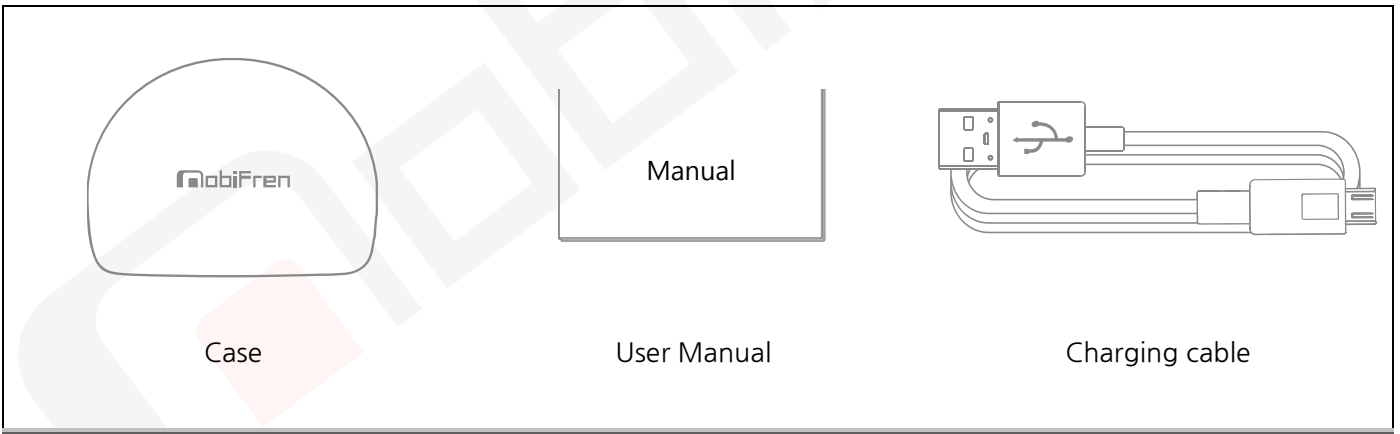 MobiFren
Manual
Case
User Manual
Charging cable